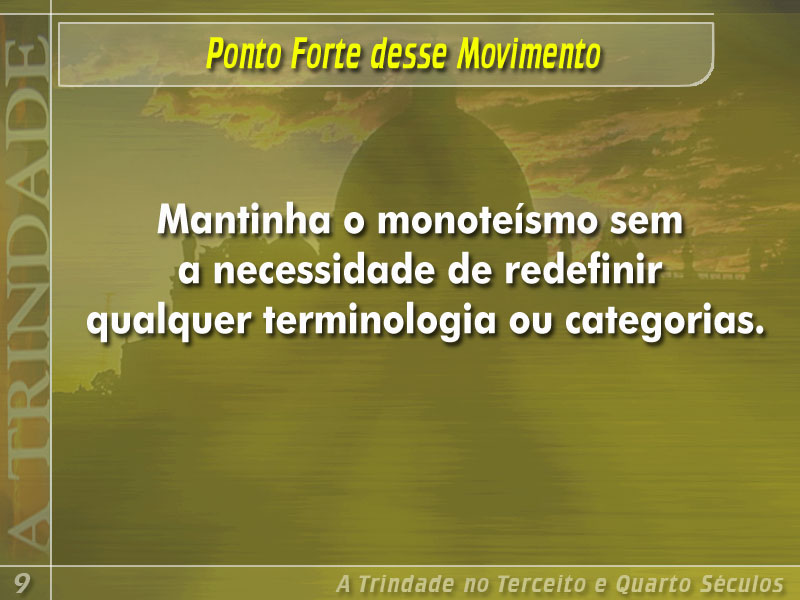 Ponto Forte desse Movimento
Mantinha o monoteísmo sem
a necessidade de redefinir
qualquer terminologia ou categorias.
A TRINDADE
9
A Trindade no Terceito e Quarto Séculos